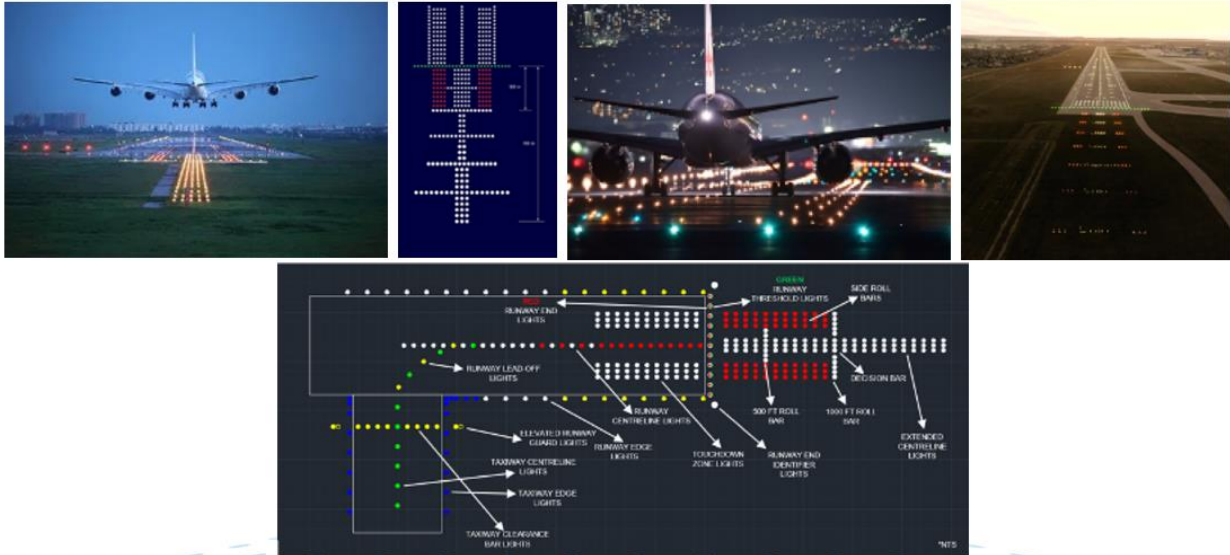 GREEN
RUNWAY
THRESHOLD LIGHTS
SIDE ROLL
BARS
RED
RUNWAY END
LIGHTS
RUNWAY LEAD-OFF
LIGHTS
DECISION BAR
RUNWAY
CENTRELINE LIGHTS
500 FT ROLL
BAR
1000 FT ROLL
BAR
ELEVATED RUNWAY
GUARD LIGHTS
RUNWAY EDGE
LIGHTS
TOUCHDOWN
ZONE LIGHTS
RUNWAY END
IDENTIFIER
LIGHTS
EXTENDED
CENTRELINE
LIGHTS
TAXIWAY CENTRELINE
LIGHTS
TAXIWAY EDGE
LIGHTS
TAXIWAY CLEARANCE
BAR LIGHTS
*NTS